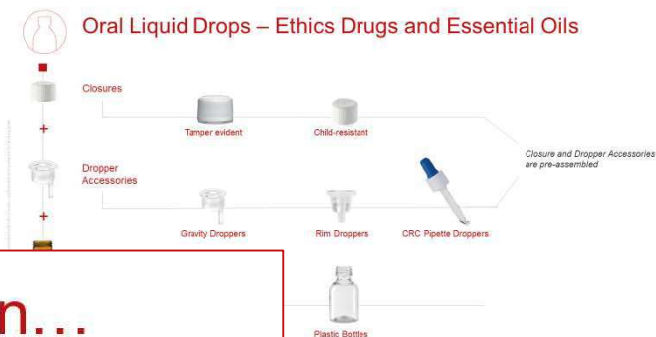 Oral Liquid Drops – Ethics Drugs and Essential Oils
Closures
Tamper evident
Child-resistant
Closure and Dropper Accessories
are pre-assembled
Dropper
Accessories
Gravity Droppers
Rim Droppers
CRC Pipette Droppers
n...
Plastic Bottles